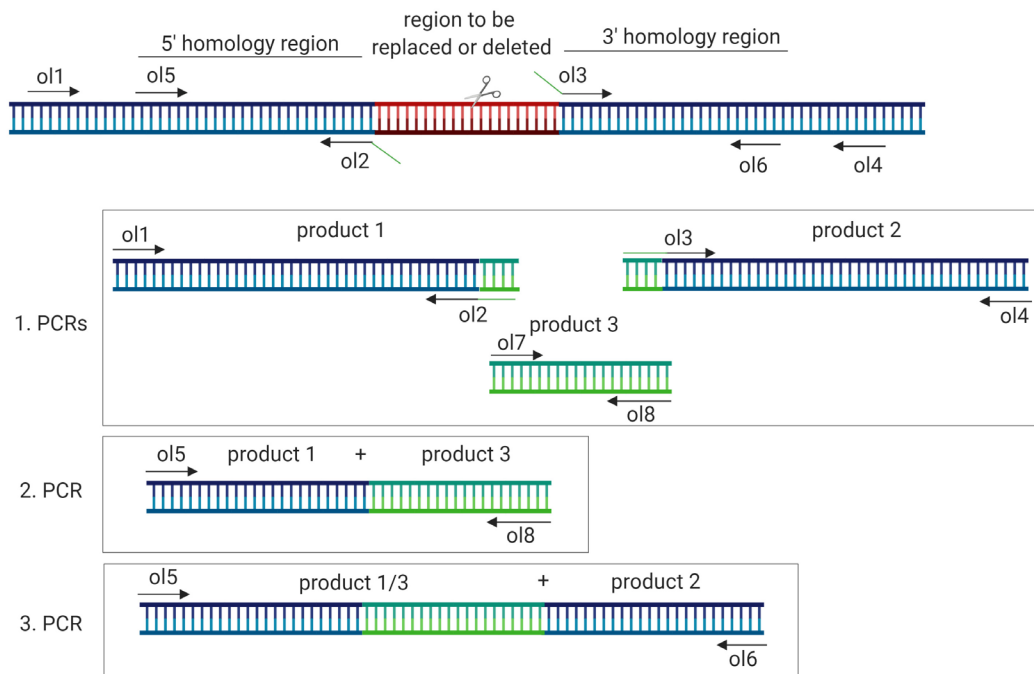 region to be
replaced or deleted
5' homology region
3' homology region
ol1
ol5
ol3
ol2
ol6
ol4
1. PCRs
ol1
product 1
ol3
product 2
ol2
product 3
ol4
ol7
ol8
2. PCR
ol5
product 1 + product 3
ol8
3. PCR
ol5
product 1/3 + product 2
ol6